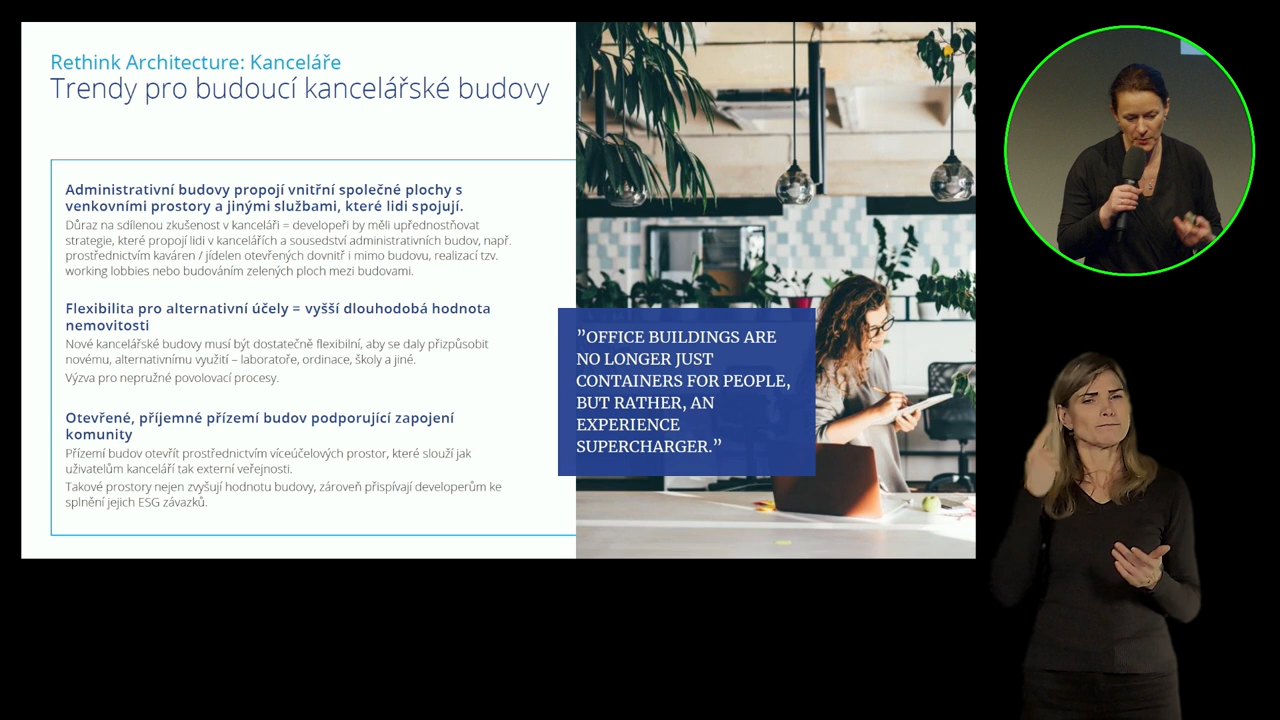 Rethink Architecture: Kanceláře
Trendy pro budoucí kancelářské budovy
Administrativní budovy propojí vnitřní společné plochy s
venkovními prostory a jinými službami, které lidi spojují.
Důraz na sdílenou zkušenost v kanceláři = developeři by měli upřednostňovat
strategie, které propojí lidi v kancelářích a sousedství administrativních budov, např.
prostřednictvím kaváren / jídelen otevřených dovnitř i mimo budovu, realizací tzv.
working lobbies nebo budováním zelených ploch mezi budovami.
Flexibilita pro alternativní účely = vyšší dlouhodobá hodnota
nemovitosti
Nové kancelářské budovy musí být dostatečně flexibilní, aby se daly přizpůsobit
novému, alternativnímu využití – laboratoře, ordinace, školy a jiné.
Výzva pro nepružné povolovací procesy.
Otevřené, příjemné přízemí budov podporující zapojení
komunity
Přízemí budov otevřít prostřednictvím víceúčelových prostor, které slouží jak
uživatelům kanceláří tak externí veřejnosti.
Takové prostory nejen zvyšují hodnotu budovy, zároveň přispívají developerům ke
splnění jejich ESG závazků.
”OFFICE BUILDINGS ARE
NO LONGER JUST
CONTAINERS FOR PEOPLE,
BUT RATHER, AN
EXPERIENCE
SUPERCHARGER.”